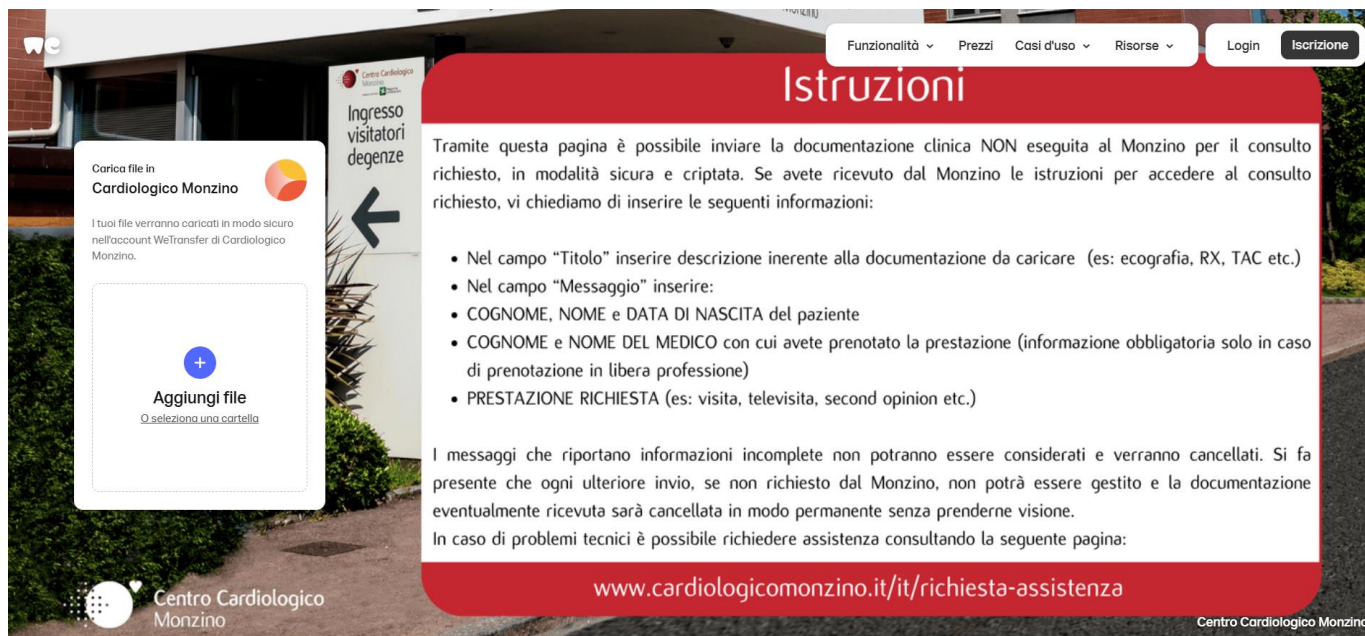 we
Funzionalità
Prezzi
Casi d'uso
Risorse
Login
Iscrizione
Centro Cardiologico
Monzino
Ingresso
visitatori
degenze
Carica file in
Cardiologico Monzino
I tuoi file verranno caricati in modo sicuro
nell'account WeTransfer di Cardiologico
Monzino.
Aggiungi file
O seleziona una cartella
Istruzioni
Tramite questa pagina è possibile inviare la documentazione clinica NON eseguita al Monzino per il consulto
richiesto, in modalità sicura e criptata. Se avete ricevuto dal Monzino le istruzioni per accedere al consulto
richiesto, vi chiediamo di inserire le seguenti informazioni:
• Nel campo “Titolo” inserire descrizione inerente alla documentazione da caricare (es: ecografia, RX, TAC etc.)
• Nel campo “Messaggio” inserire:
• COGNOME, NOME e DATA DI NASCITA del paziente
• COGNOME e NOME DEL MEDICO con cui avete prenotato la prestazione (informazione obbligatoria solo in caso
di prenotazione in libera professione)
• PRESTAZIONE RICHIESTA (es: visita, televisita, second opinion etc.)
I messaggi che riportano informazioni incomplete non potranno essere considerati e verranno cancellati. Si fa
presente che ogni ulteriore invio, se non richiesto dal Monzino, non potrà essere gestito e la documentazione
eventualmente ricevuta sarà cancellata in modo permanente senza prenderne visione.
In caso di problemi tecnici è possibile richiedere assistenza consultando la seguente pagina:
www.cardiologicomonzino.it/it/richiesta-assistenza
Centro Cardiologico
Monzino
Centro Cardiologico Monzino